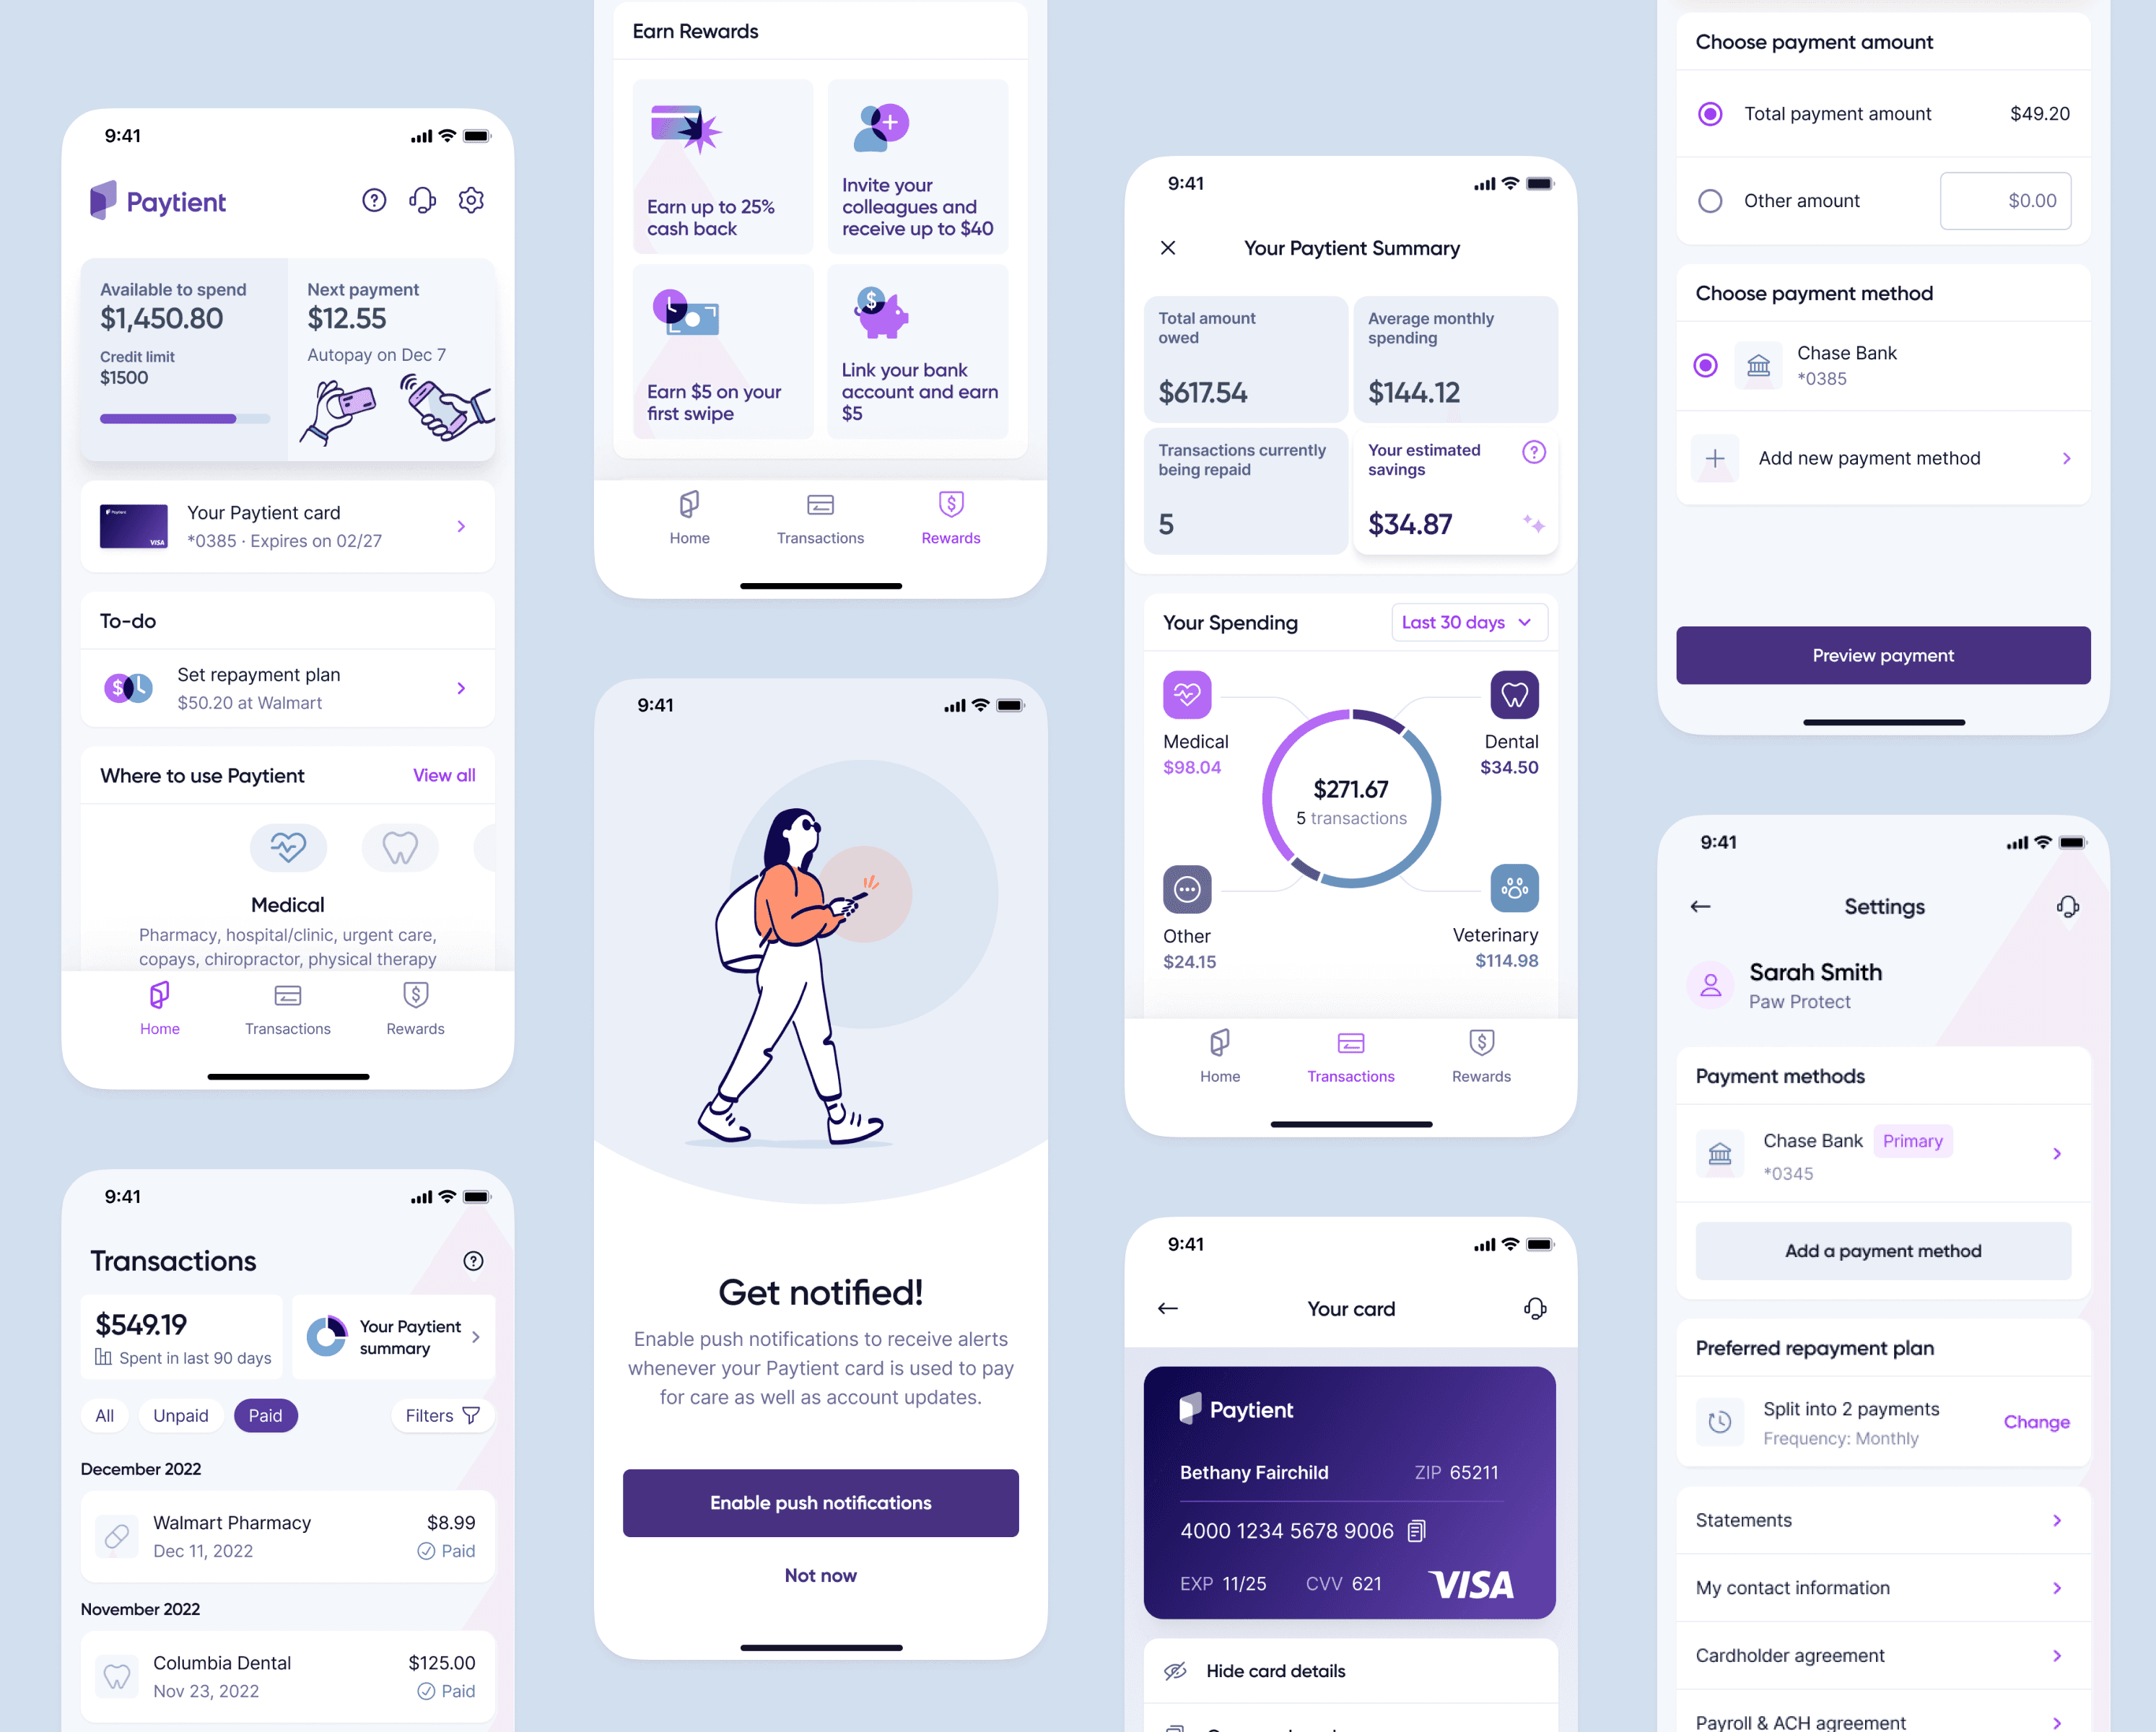 9:41
Paytient
Available to spend
$1,450.80
Credit limit
$1500
Next payment
$12.55
Autopay on Dec 7
Paytient
VISA
Your Paytient card
*0385 · Expires on 02/27
To-do
Set repayment plan
$50.20 at Walmart
Where to use Paytient
View all
Medical
Pharmacy, hospital/clinic, urgent care,
copays, chiropractor, physical therapy
Home
Transactions
Rewards
9:41
Transactions
$549.19
Spent in last 90 days
Your Paytient
summary
All
Unpaid
Paid
Filters
December 2022
Walmart Pharmacy
$8.99
Dec 11, 2022
Paid
November 2022
Columbia Dental
$125.00
Nov 23, 2022
Paid
Earn Rewards
Earn up to 25%
cash back
Invite your
colleagues and
receive up to $40
Earn $5 on your
first swipe
Link your bank
account and earn
$5
Home
Transactions
Rewards
9:41
Get notified!
Enable push notifications to receive alerts
whenever your Paytient card is used to pay
for care as well as account updates.
Enable push notifications
Not now
9:41
Your Paytient Summary
Total amount
owed
$617.54
Average monthly
spending
$144.12
Transactions currently
being repaid
5
Your estimated
savings
$34.87
Your Spending
Last 30 days
Medical
$98.04
Dental
$34.50
$271.67
5 transactions
Other
$24.15
Veterinary
$114.98
Home
Transactions
Rewards
9:41
Your card
Paytient
Bethany Fairchild
ZIP 65211
4000 1234 5678 9006
EXP 11/25
CVV 621
VISA
Hide card details
Choose payment amount
Total payment amount
$49.20
Other amount
$0.00
Choose payment method
Chase Bank
*0385
Add new payment method
Preview payment
9:41
Settings
Sarah Smith
Paw Protect
Payment methods
Chase Bank
Primary
*0345
Add a payment method
Preferred repayment plan
Split into 2 payments
Frequency: Monthly
Change
Statements
My contact information
Cardholder agreement
Payroll & ACH agreement